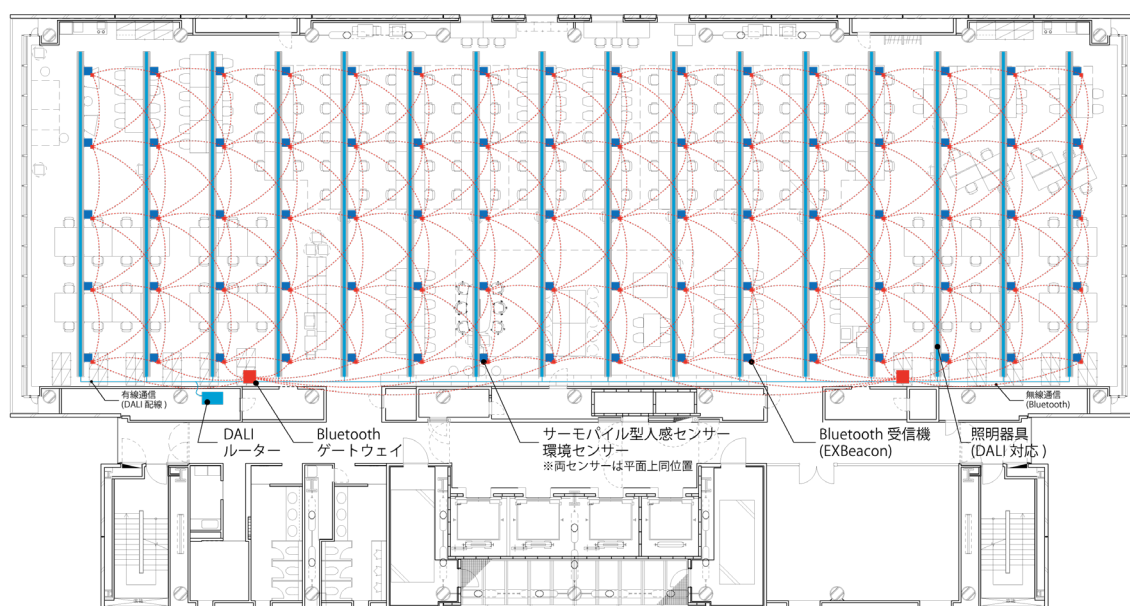 有線通信
(DALI 配線 )
無線通信
(Bluetooth)
DALI
ルーター
Bluetooth
ゲートウェイ
サーモパイル型人感センサー
環境センサー
※両センサーは平面上同位置
Bluetooth 受信機
(EXBeacon)
照明器具
(DALI 対応 )